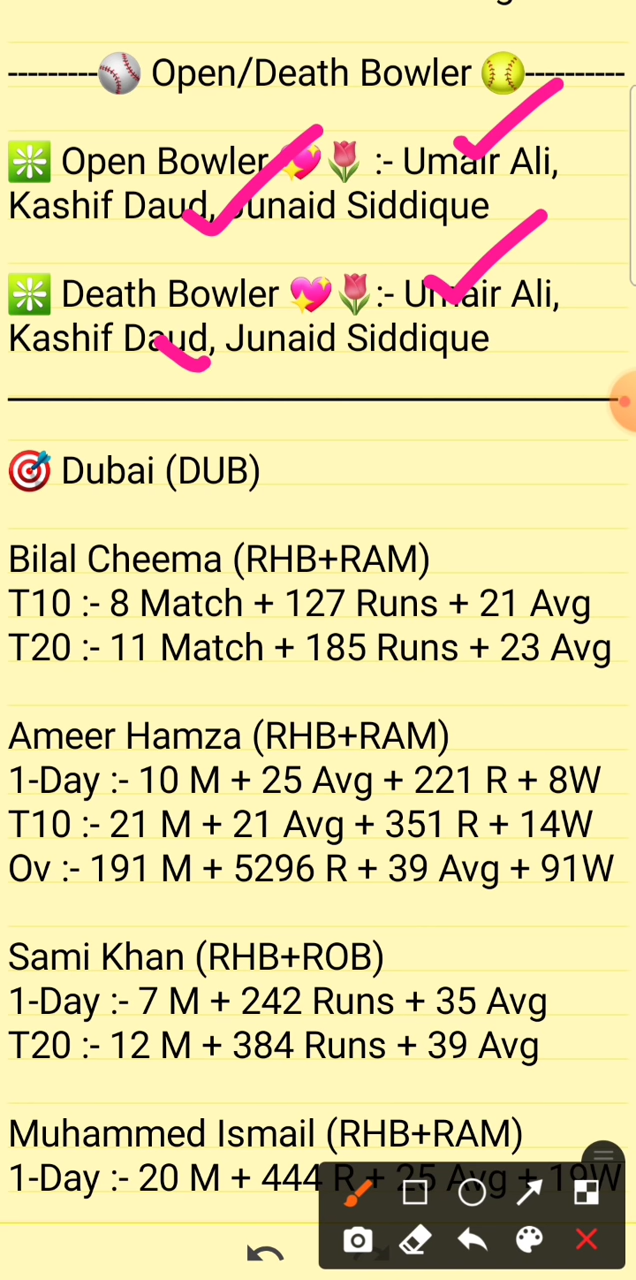 ---------⚾ Open/Death Bowler 🥎----------
❇️ Open Bowler 💖🌷 :- Umair Ali,
Kashif Daud, Junaid Siddique
❇️ Death Bowler 💖🌷:- Umair Ali,
Kashif Daud, Junaid Siddique
🎯 Dubai (DUB)
Bilal Cheema (RHB+RAM)
T10 :- 8 Match + 127 Runs + 21 Avg
T20 :- 11 Match + 185 Runs + 23 Avg
Ameer Hamza (RHB+RAM)
1-Day :- 10 M + 25 Avg + 221 R + 8W
T10 :- 21 M + 21 Avg + 351 R + 14W
Ov :- 191 M + 5296 R + 39 Avg + 91W
Sami Khan (RHB+ROB)
1-Day :- 7 M + 242 Runs + 35 Avg
T20 :- 12 M + 384 Runs + 39 Avg
Muhammed Ismail (RHB+RAM)
1-Day :- 20 M + 444 R + 25 Avg + 19W